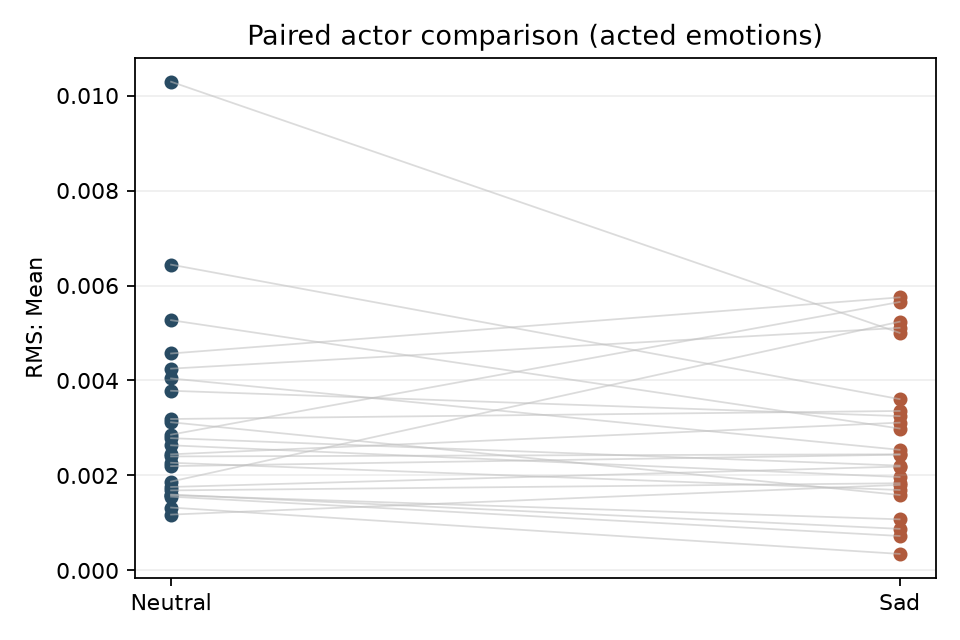 Paired actor comparison (acted emotions)
RMS: Mean
0.010
0.008
0.006
0.004
0.002
0.000
Neutral
Sad